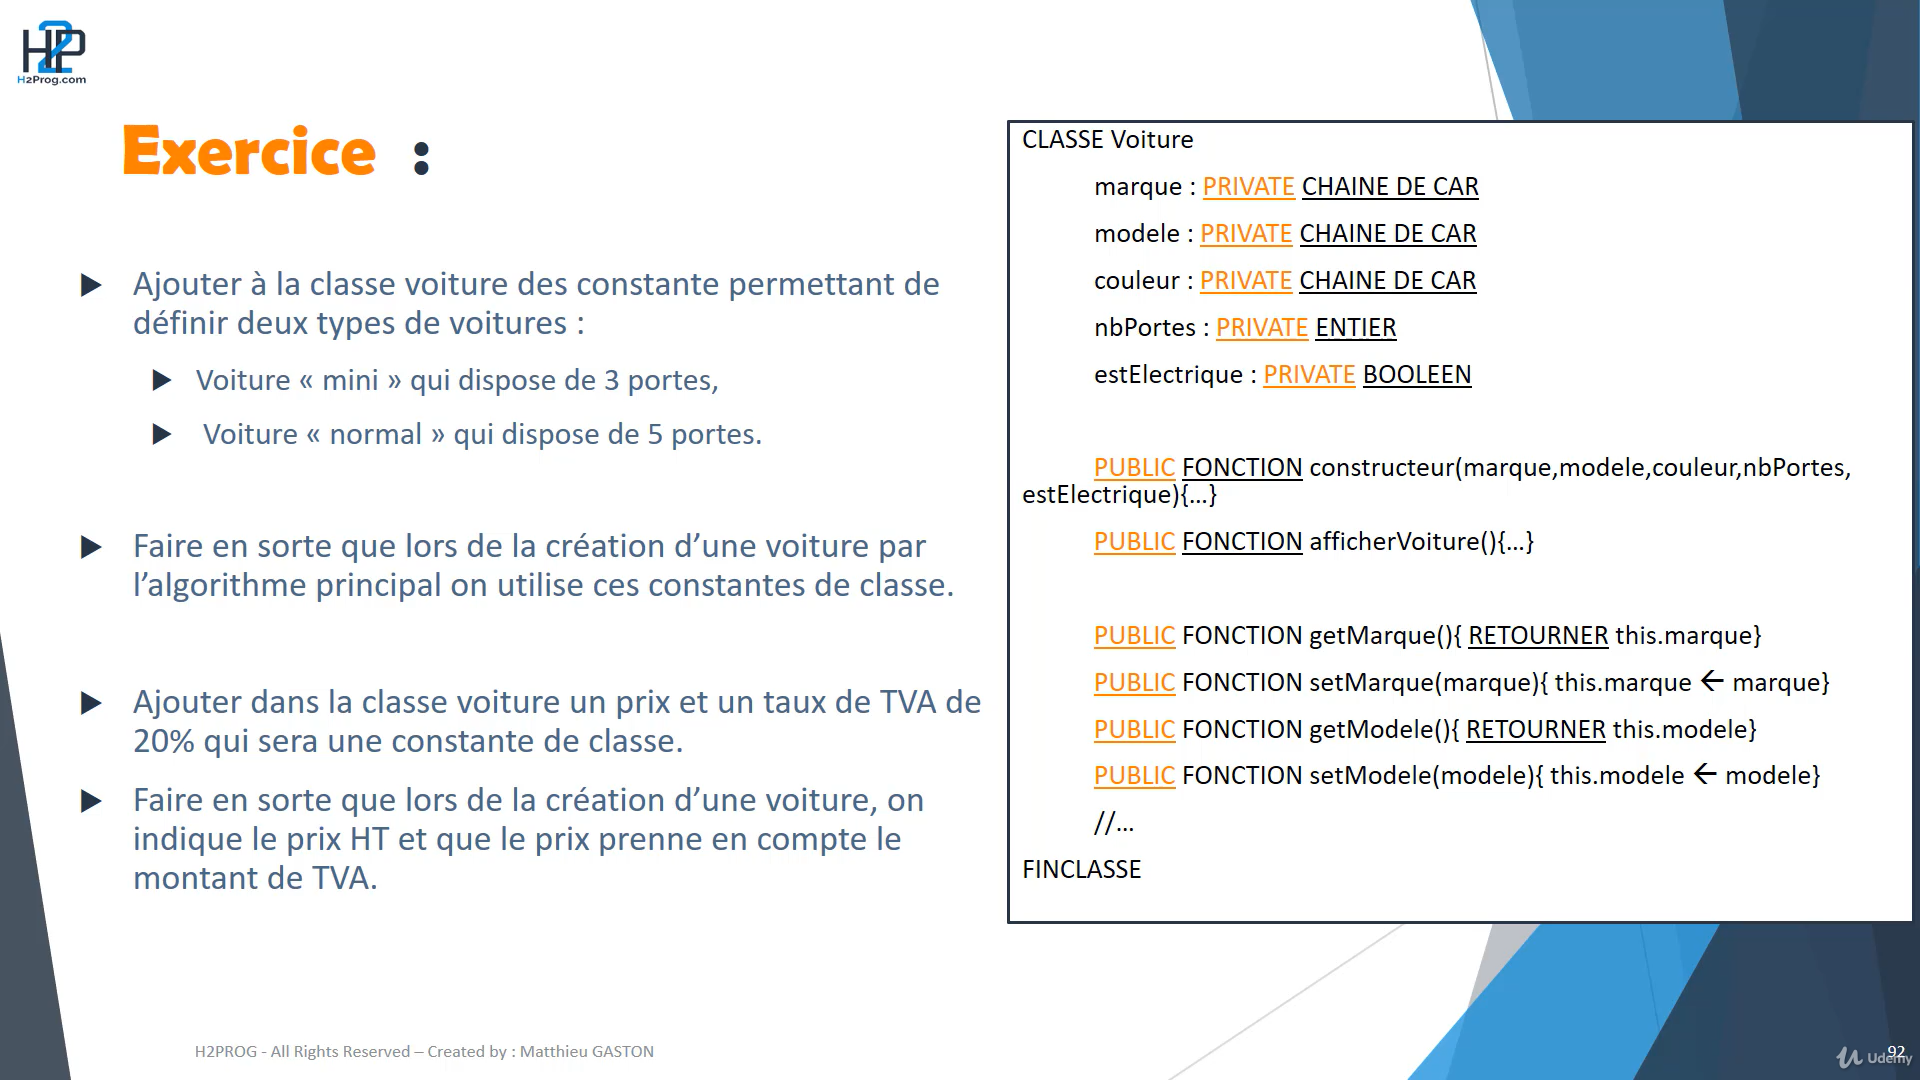 H2P
H2Prog.com
Exercice :
Ajouter à la classe voiture des constante permettant de
définir deux types de voitures :
Voiture « mini » qui dispose de 3 portes,
Voiture « normal » qui dispose de 5 portes.
Faire en sorte que lors de la création d’une voiture par
l’algorithme principal on utilise ces constantes de classe.
Ajouter dans la classe voiture un prix et un taux de TVA de
20% qui sera une constante de classe.
Faire en sorte que lors de la création d’une voiture, on
indique le prix HT et que le prix prenne en compte le
montant de TVA.
CLASSE Voiture
marque : PRIVATE CHAINE DE CAR
modele : PRIVATE CHAINE DE CAR
couleur : PRIVATE CHAINE DE CAR
nbPortes : PRIVATE ENTIER
estElectrique : PRIVATE BOOLEEN
PUBLIC FONCTION constructeur(marque,modele,couleur,nbPortes,
estElectrique){…}
PUBLIC FONCTION afficherVoiture(){…}
PUBLIC FONCTION getMarque(){ RETOURNER this.marque}
PUBLIC FONCTION setMarque(marque){ this.marque ← marque}
PUBLIC FONCTION getModele(){ RETOURNER this.modele}
PUBLIC FONCTION setModele(modele){ this.modele ← modele}
//…
FINCLASSE
H2PROG - All Rights Reserved – Created by : Matthieu GASTON
92
Udemy